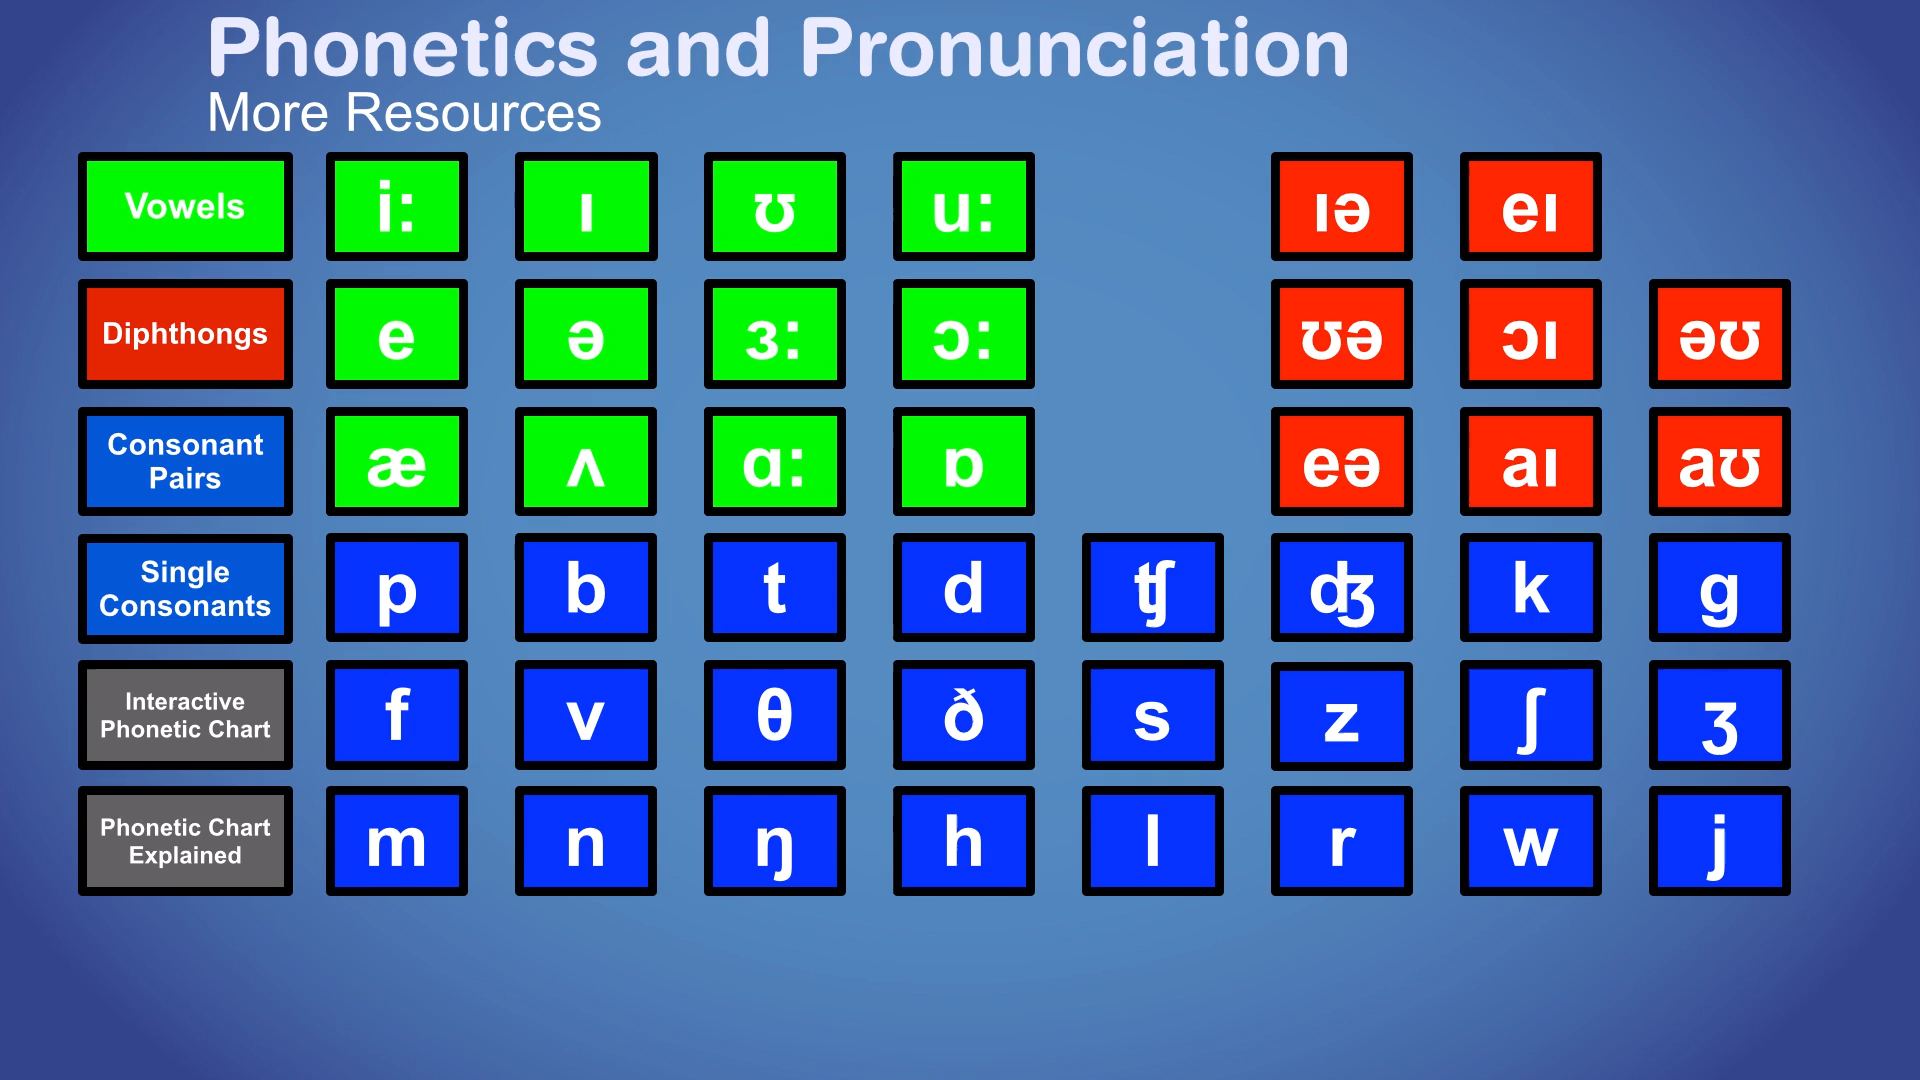 Phonetics and Pronunciation
More Resources
Vowels i: ɪ ʊ u: ɪə eɪ
Diphthongs e ə ɜ: ɔ: ʊə ɔɪ əʊ
Consonant
Pairs
æ ʌ ɑ: ɒ eə aɪ aʊ
Single
Consonants
p b t d ʧ ʤ k g
Interactive
Phonetic Chart
f v θ ð s z ʃ ʒ
Phonetic Chart
Explained
m n ŋ h l r w j